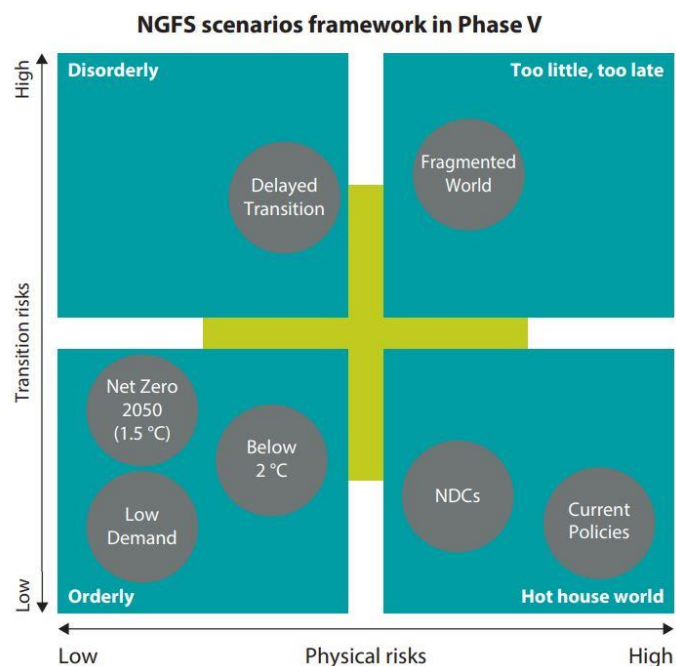 NGFS scenarios framework in Phase V
High
Disorderly
Too little, too late
Delayed
Transition
Fragmented
World
Transition risks
Net Zero
2050
(1.5 °C)
Below
2 °C
Low
Demand
NDCs
Current
Policies
Low
Orderly
Hot house world
Low
Physical risks
High